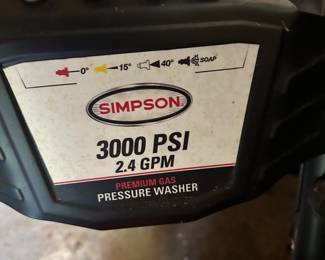 0° 15° 40° SOAP
SIMPSON
3000 PSI
2.4 GPM
PREMIUM GAS
PRESSURE WASHER